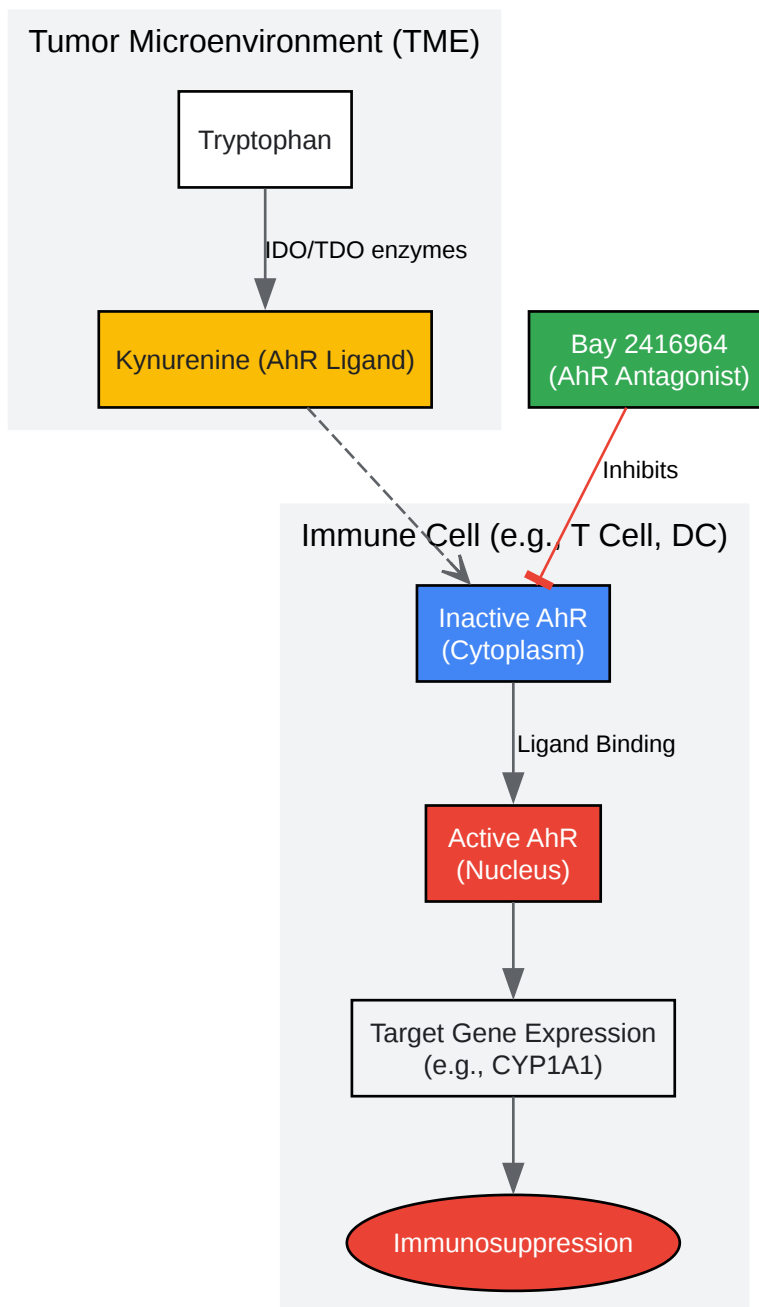 Tumor Microenvironment (TME)
Tryptophan
IDO/TDO enzymes
Kynurenine (AhR Ligand)
Bay 2416964
(AhR Antagonist)
Inhibits
Immune Cell (e.g., T Cell, DC)
Inactive AhR
(Cytoplasm)
Ligand Binding
Active AhR
(Nucleus)
Target Gene Expression
(e.g., CYP1A1)
Immunosuppression